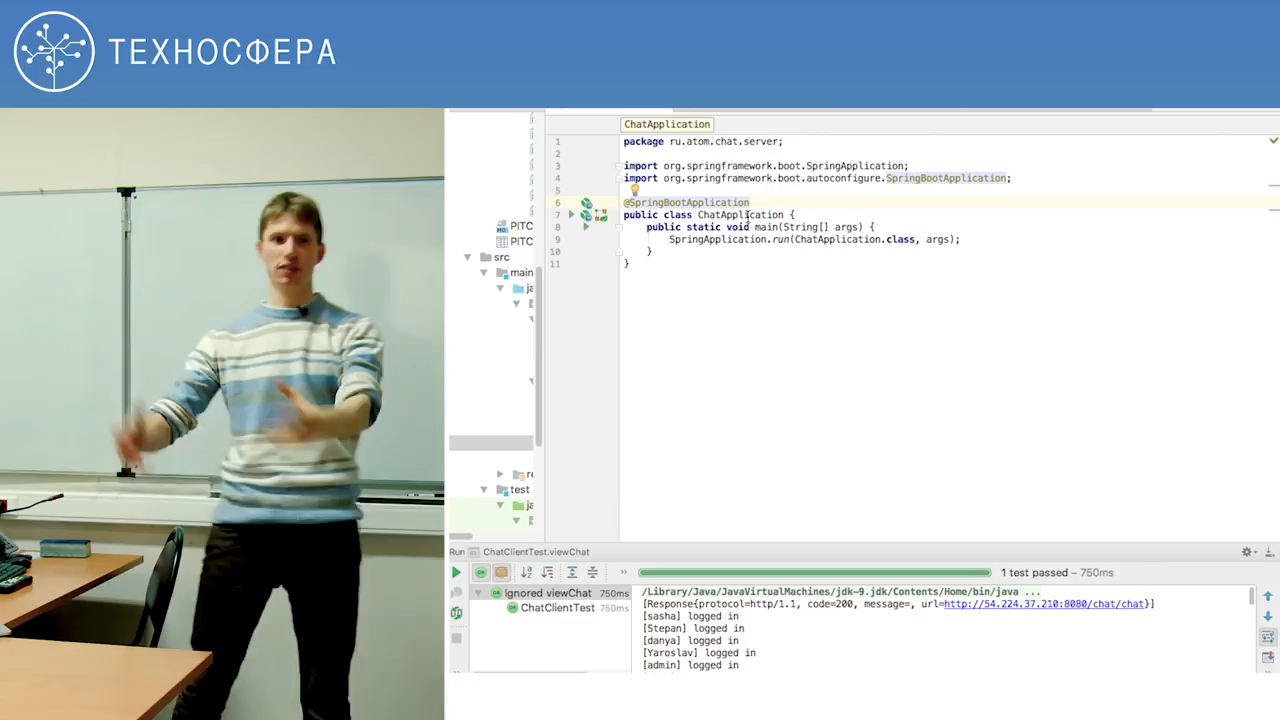 ТЕХНОСФЕРА
ChatApplication
1 package ru.atom.chat.server;
2
3 import org.springframework.boot.SpringApplication;
4 import org.springframework.boot.autoconfigure.SpringBootApplication;
5
6 @SpringBootApplication
7 public class ChatApplication {
8 public static void main(String[] args) {
9 SpringApplication.run(ChatApplication.class, args);
10 }
11 }
PITC
PITC
src
main
ja
re
test
ja
Run ChatClientTest.viewChat
1 test passed – 750ms
Ignored viewChat 750ms
ChatClientTest 750ms
/Library/Java/JavaVirtualMachines/jdk-9.jdk/Contents/Home/bin/java ...
[Response{protocol=http/1.1, code=200, message=, url=http://54.224.37.210:8080/chat/chat}]
[sasha] logged in
[Stepan] logged in
[danya] logged in
[Yaroslav] logged in
[admin] logged in